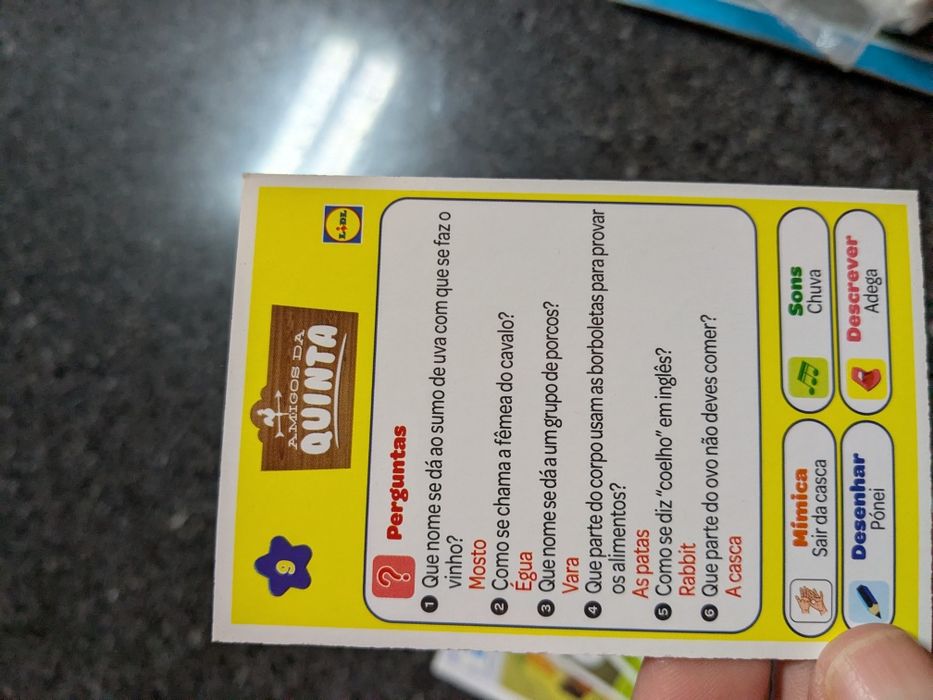 9
AMIGOS DA
QUINTA
LIDL
? Perguntas
1 Que nome se dá ao sumo de uva com que se faz o
vinho?
Mosto
2 Como se chama a fêmea do cavalo?
Égua
3 Que nome se dá a um grupo de porcos?
Vara
4 Que parte do corpo usam as borboletas para provar
os alimentos?
As patas
5 Como se diz "coelho" em inglês?
Rabbit
6 Que parte do ovo não deves comer?
A casca
Mímica
Sair da casca
Sons
Chuva
Desenhar
Pónei
Descrever
Adega